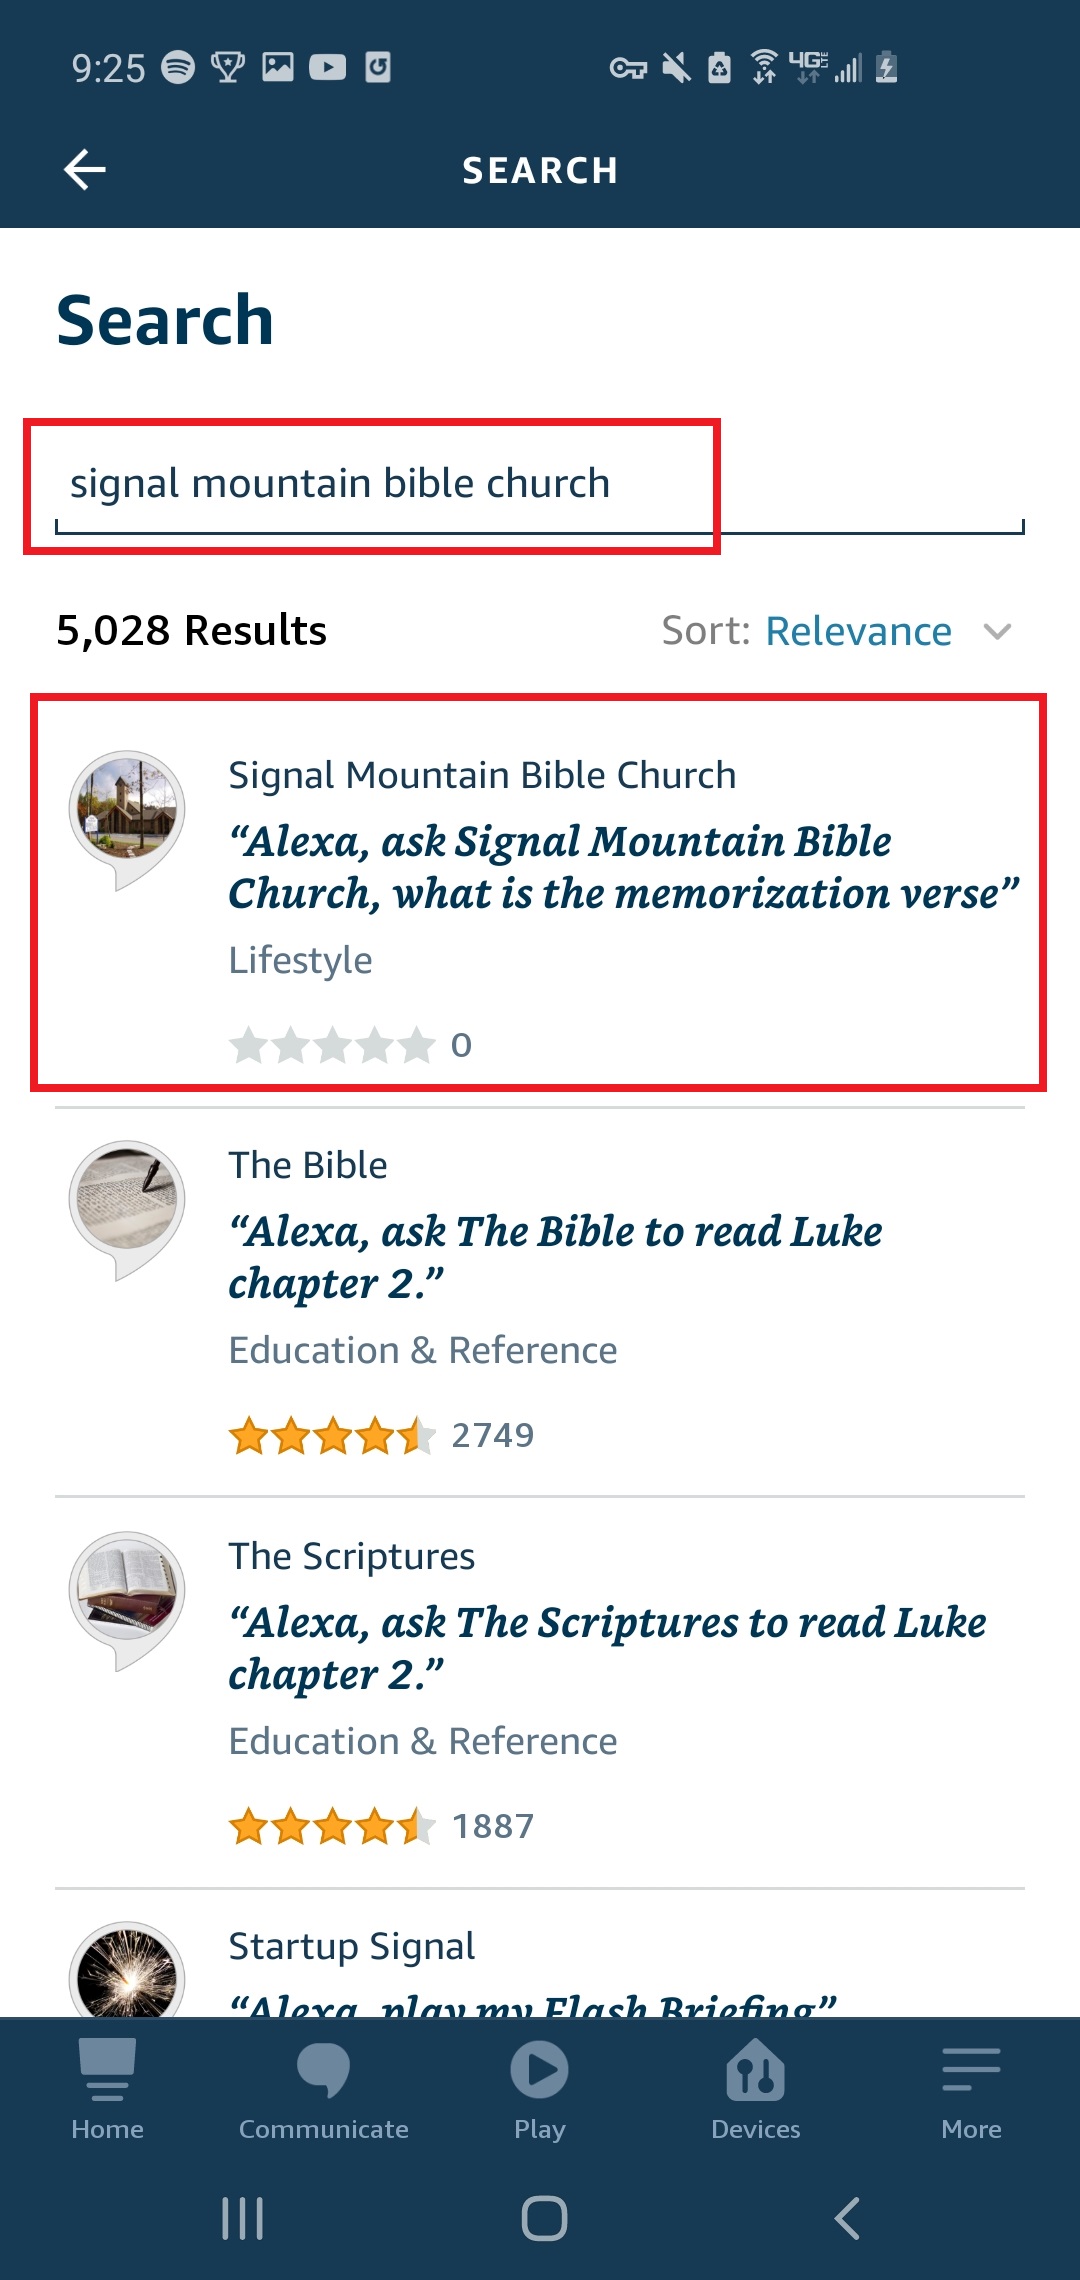 9:25
4G LTE
SEARCH
Search
signal mountain bible church
5,028 Results
Sort: Relevance
Signal Mountain Bible Church
“Alexa, ask Signal Mountain Bible
Church, what is the memorization verse”
Lifestyle
0
The Bible
“Alexa, ask The Bible to read Luke
chapter 2.”
Education & Reference
2749
The Scriptures
“Alexa, ask The Scriptures to read Luke
chapter 2.”
Education & Reference
1887
Startup Signal
“Alexa, play my Flash Briefing”
Home
Communicate
Play
Devices
More